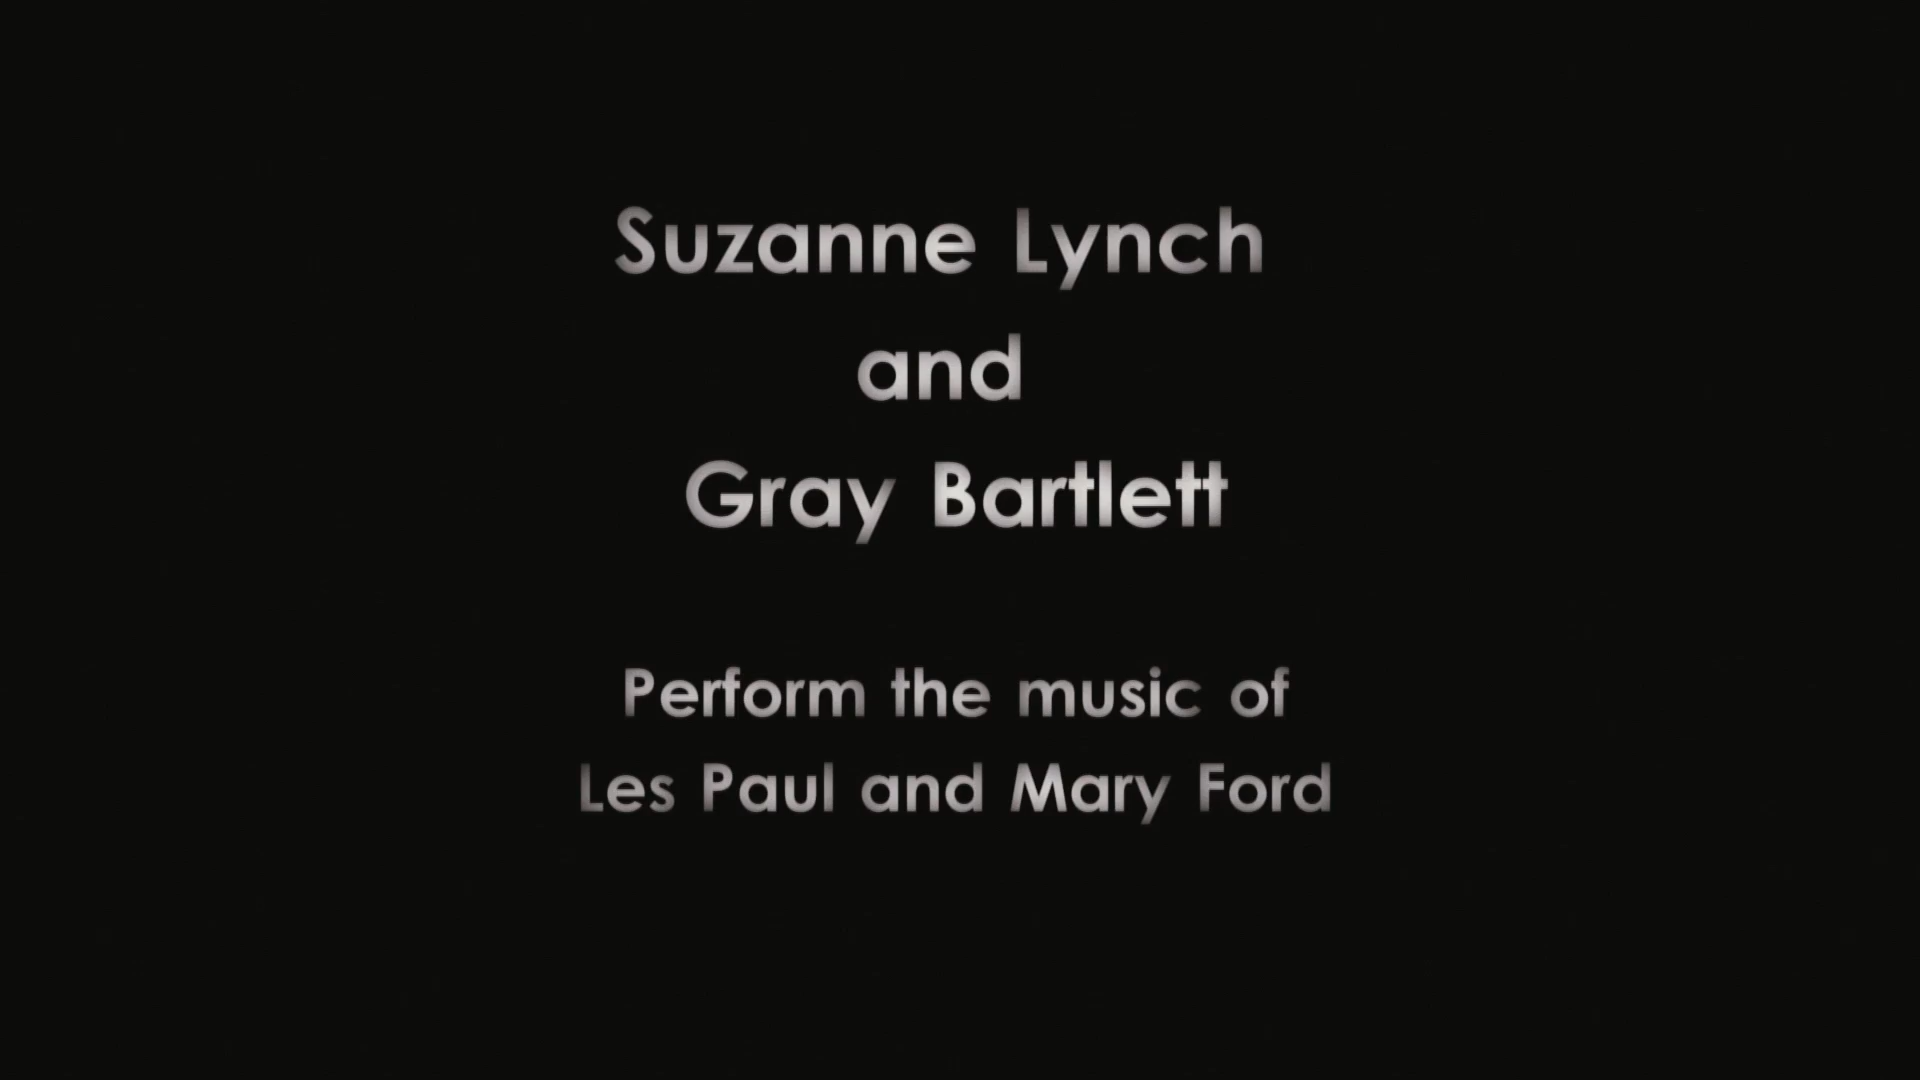 Suzanne Lynch
and
Gray Bartlett
Perform the music of
Les Paul and Mary Ford